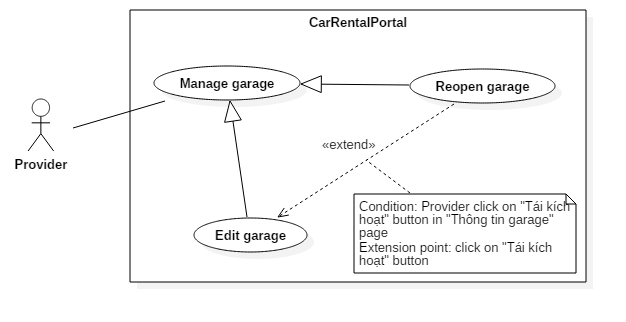 CarRentalPortal
Manage garage
Reopen garage
Provider
«extend»
Condition: Provider click on "Tái kích
hoạt" button in "Thông tin garage"
page
Extension point: click on "Tái kích
hoạt" button
Edit garage